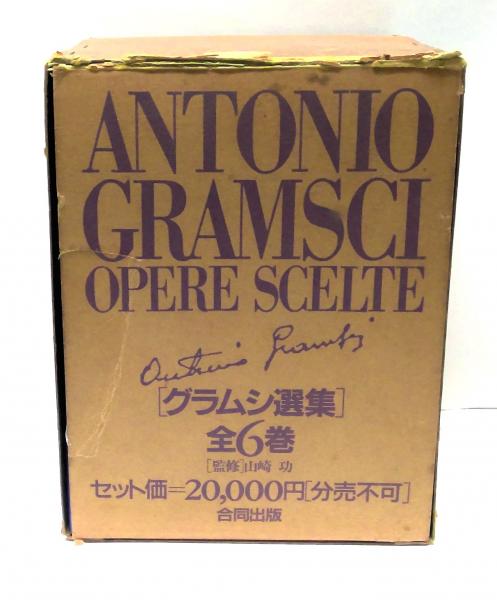 ANTONIO
GRAMSCI
OPERE SCELTE
Antonio Gramsci
[グラムシ選集]
全6巻
[監修]山崎 功
セット価=20,000円[分売不可]
合同出版